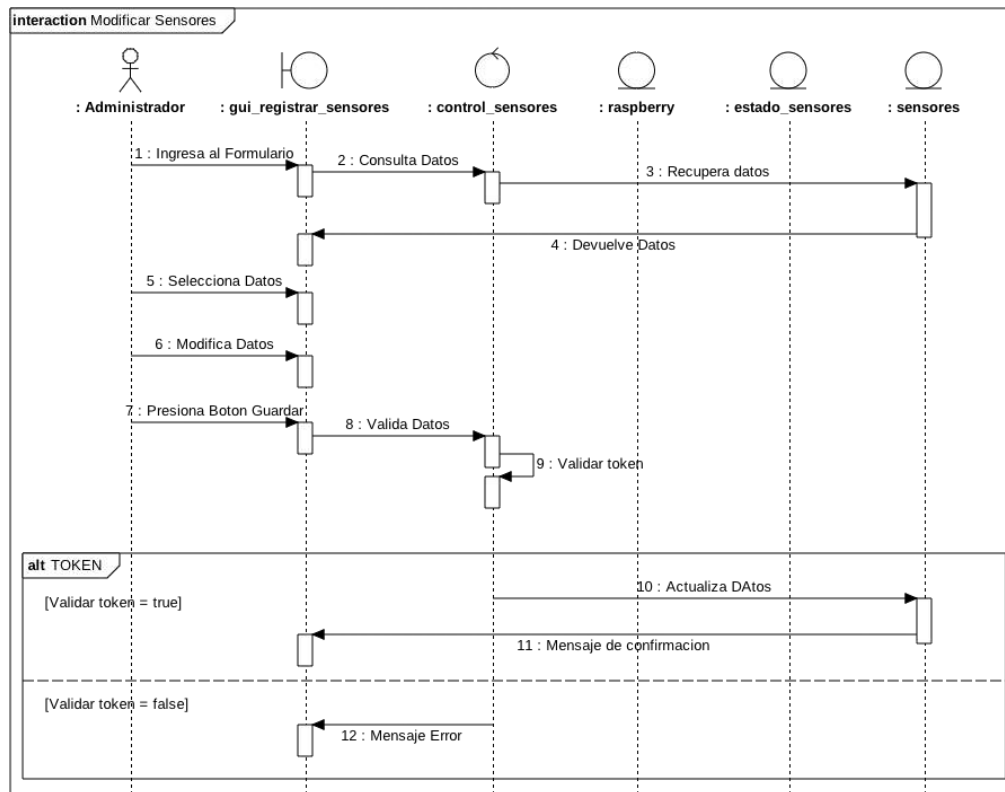 interaction Modificar Sensores
: Administrador
: gui_registrar_sensores
: control_sensores
: raspberry
: estado_sensores
: sensores
1 : Ingresa al Formulario
2 : Consulta Datos
3 : Recupera datos
4 : Devuelve Datos
5 : Selecciona Datos
6 : Modifica Datos
7 : Presiona Boton Guardar
8 : Valida Datos
9 : Validar token
alt TOKEN
[Validar token = true]
10 : Actualiza DAtos
11 : Mensaje de confirmacion
[Validar token = false]
12 : Mensaje Error